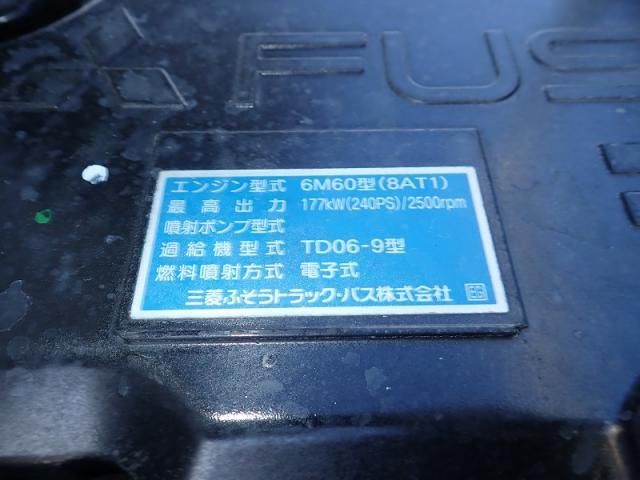 FUS
エンジン型式 6M60型(8AT1)
最高出力 177kW(240PS)/2500rpm
噴射ポンプ型式
過給機型式 TD06-9型
燃料噴射方式 電子式
三菱ふそうトラック・バス株式会社 EG